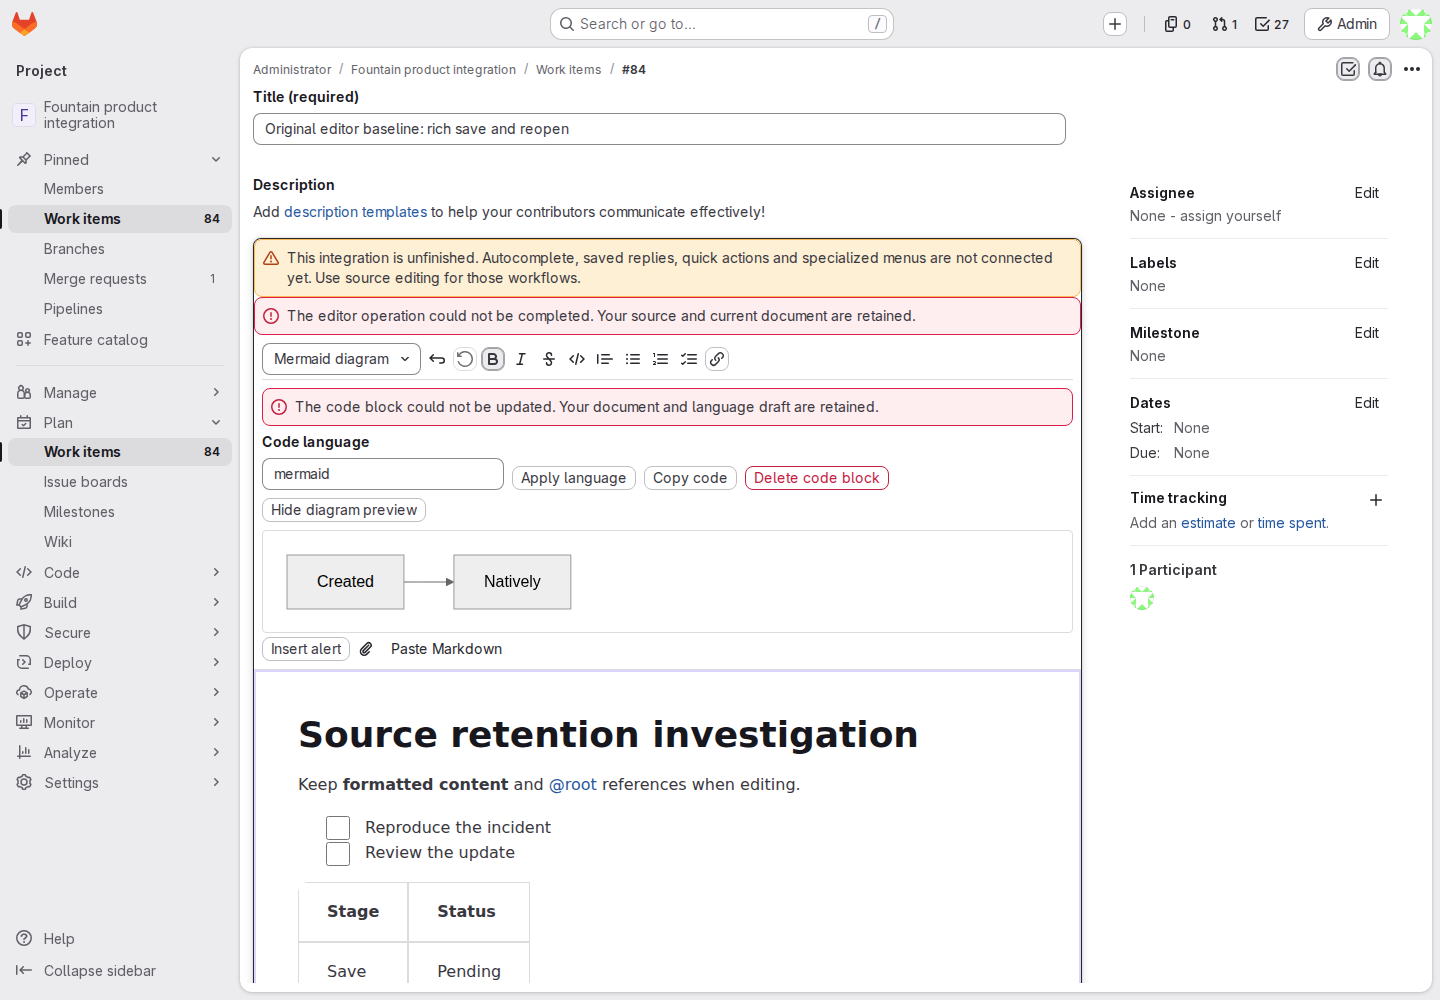 Search or go to...
/
0
1
27
Admin
Project
F
Fountain product
integration
Pinned
Members
Work items
84
Branches
Merge requests
1
Pipelines
Feature catalog
Manage
Plan
Work items
84
Issue boards
Milestones
Wiki
Code
Build
Secure
Deploy
Operate
Monitor
Analyze
Settings
Help
Collapse sidebar
Administrator / Fountain product integration / Work items / #84
Title (required)
Original editor baseline: rich save and reopen
Description
Add description templates to help your contributors communicate effectively!
This integration is unfinished. Autocomplete, saved replies, quick actions and specialized menus are not connected
yet. Use source editing for those workflows.
The editor operation could not be completed. Your source and current document are retained.
Mermaid diagram
The code block could not be updated. Your document and language draft are retained.
Code language
mermaid
Apply language
Copy code
Delete code block
Hide diagram preview
Created
Natively
Insert alert
Paste Markdown
Source retention investigation
Keep formatted content and @root references when editing.
Reproduce the incident
Review the update
Stage
Status
Save
Pending
Assignee
Edit
None - assign yourself
Labels
Edit
None
Milestone
Edit
None
Dates
Edit
Start: None
Due: None
Time tracking
Add an estimate or time spent.
1 Participant